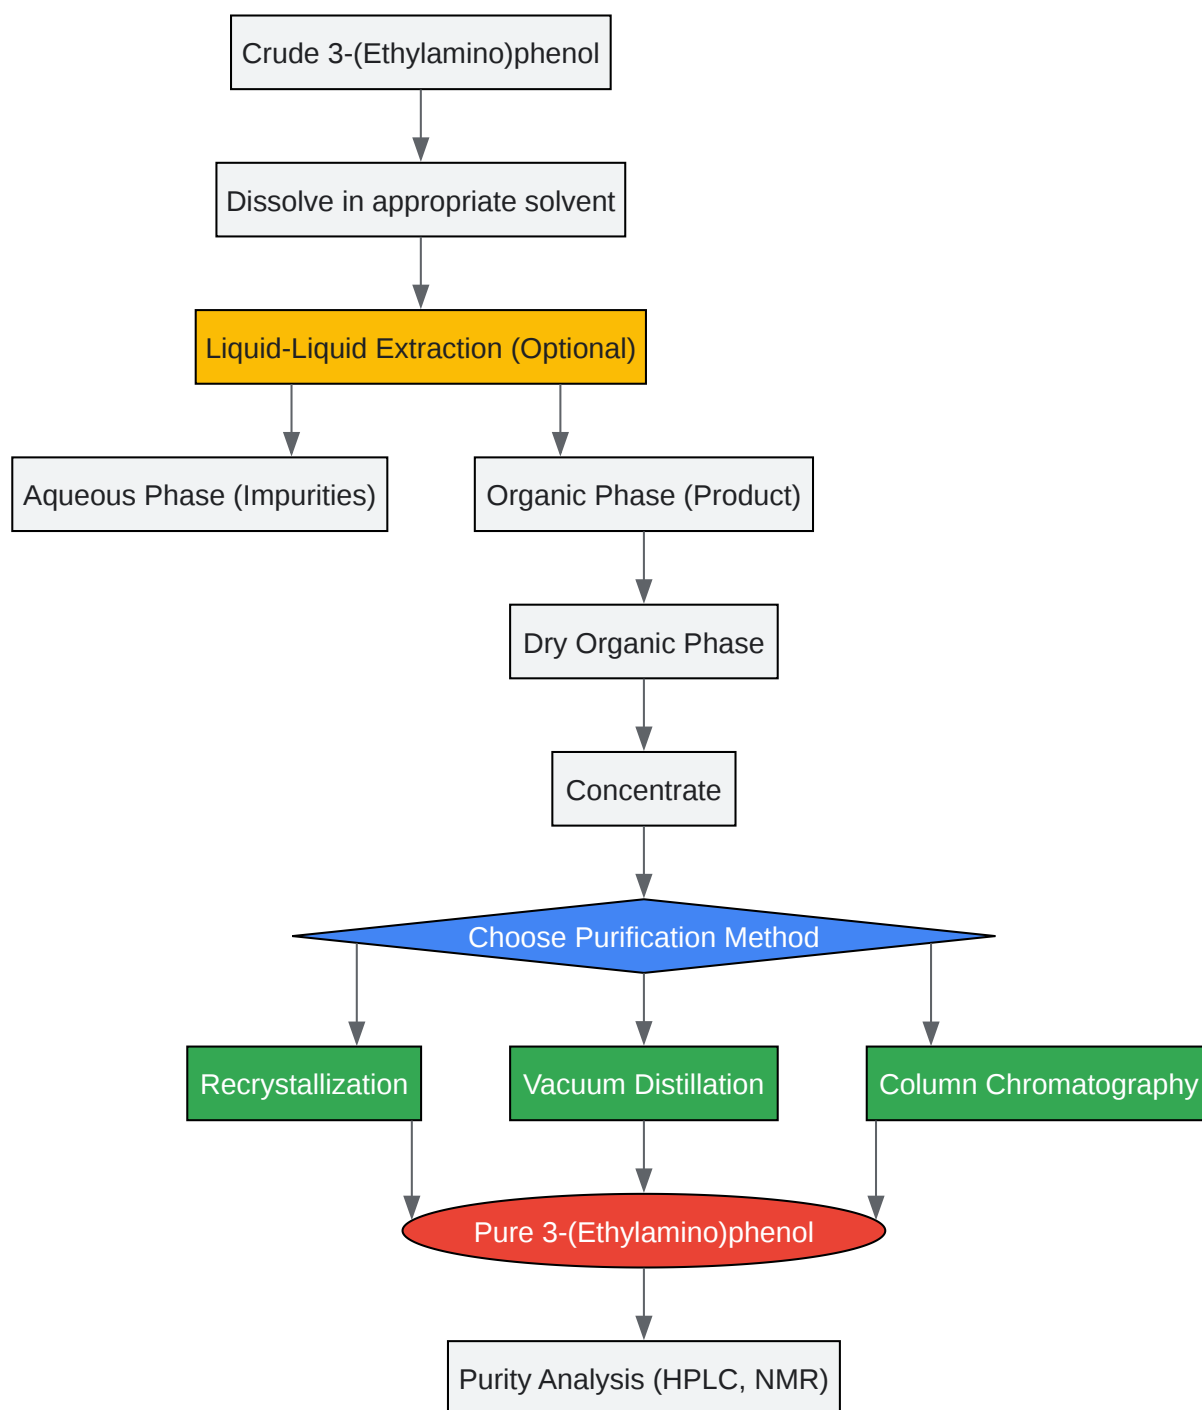 Crude 3-(Ethylamino)phenol
Dissolve in appropriate solvent
Liquid-Liquid Extraction (Optional)
Aqueous Phase (Impurities)
Organic Phase (Product)
Dry Organic Phase
Concentrate
Choose Purification Method
Recrystallization
Vacuum Distillation
Column Chromatography
Pure 3-(Ethylamino)phenol
Purity Analysis (HPLC, NMR)